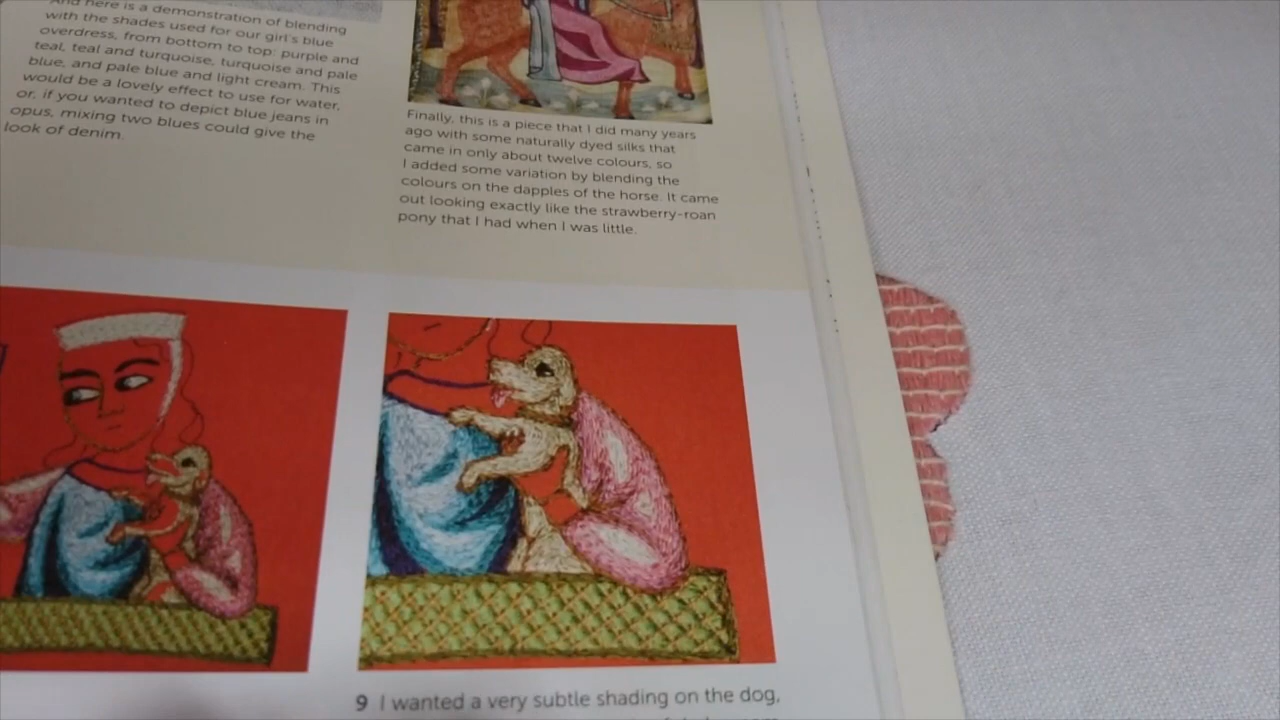 And here is a demonstration of blending
with the shades used for our girl's blue
overdress, from bottom to top: purple and
teal, teal and turquoise, turquoise and pale
blue, and pale blue and light cream. This
would be a lovely effect to use for water,
or, if you wanted to depict blue jeans in
opus, mixing two blues could give the
look of denim.
Finally, this is a piece that I did many years
ago with some naturally dyed silks that
came in only about twelve colours, so
I added some variation by blending the
colours on the dapples of the horse. It came
out looking exactly like the strawberry-roan
pony that I had when I was little.
9 I wanted a very subtle shading on the dog,